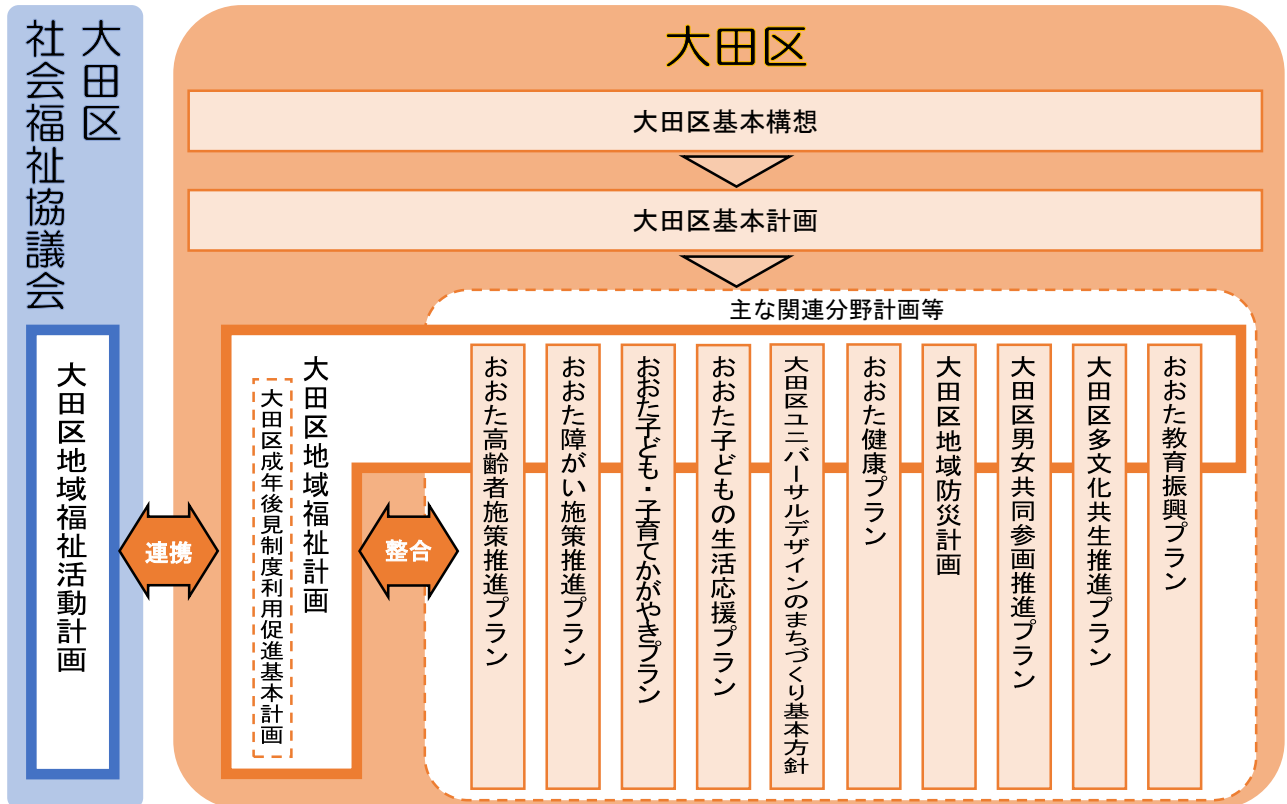 大田区
社会福祉協議会
大田区地域福祉活動計画
連携
大田区
大田区基本構想
大田区基本計画
主な関連分野計画等
大田区地域福祉計画
大田区成年後見制度利用促進基本計画
整合
おおた高齢者施策推進プラン
おおた障がい施策推進プラン
おおた子ども・子育てかがやきプラン
おおた子どもの生活応援プラン
大田区ユニバーサルデザインのまちづくり基本方針
おおた健康プラン
大田区地域防災計画
大田区男女共同参画推進プラン
大田区多文化共生推進プラン
おおた教育振興プラン